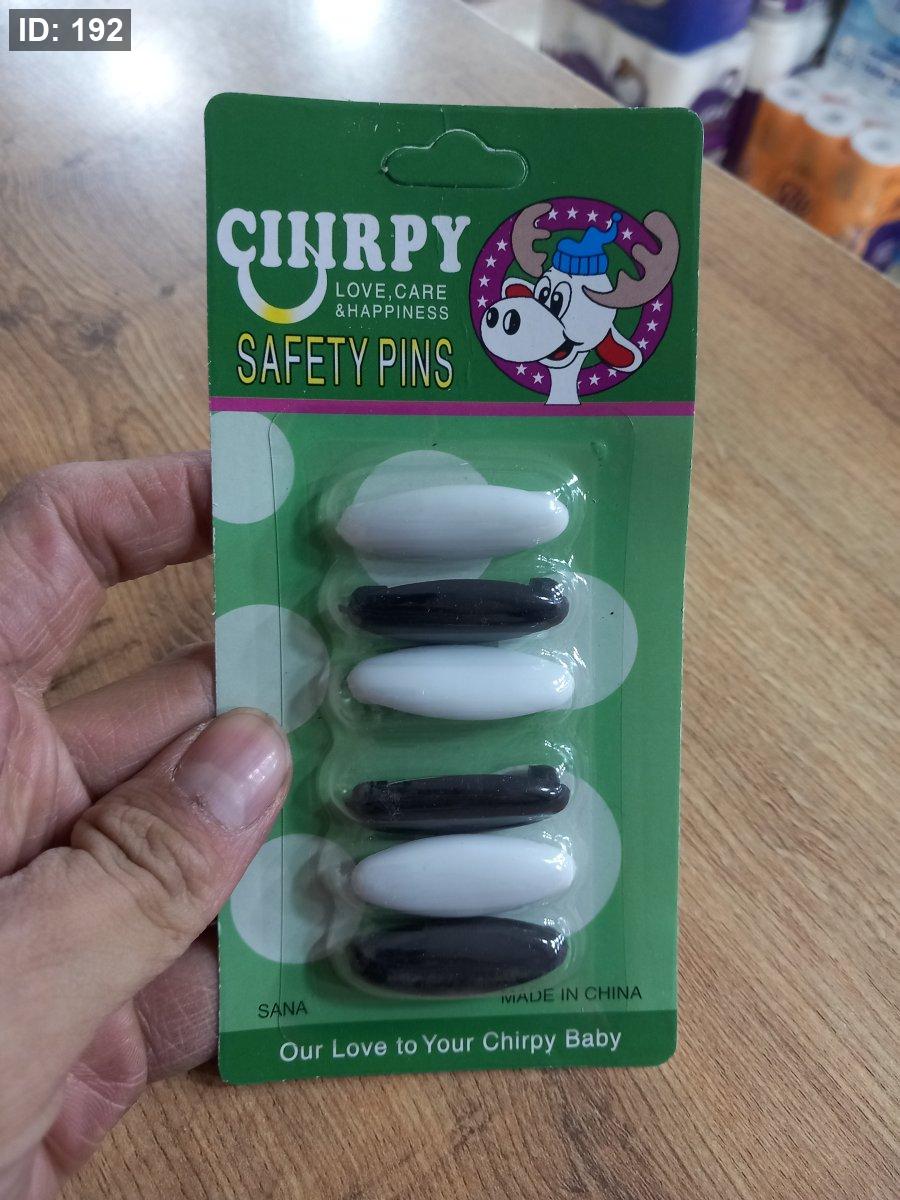 ID: 192
CHIRPY
LOVE,CARE
&HAPPINESS
SAFETY PINS
SANA
MADE IN CHINA
Our Love to Your Chirpy Baby